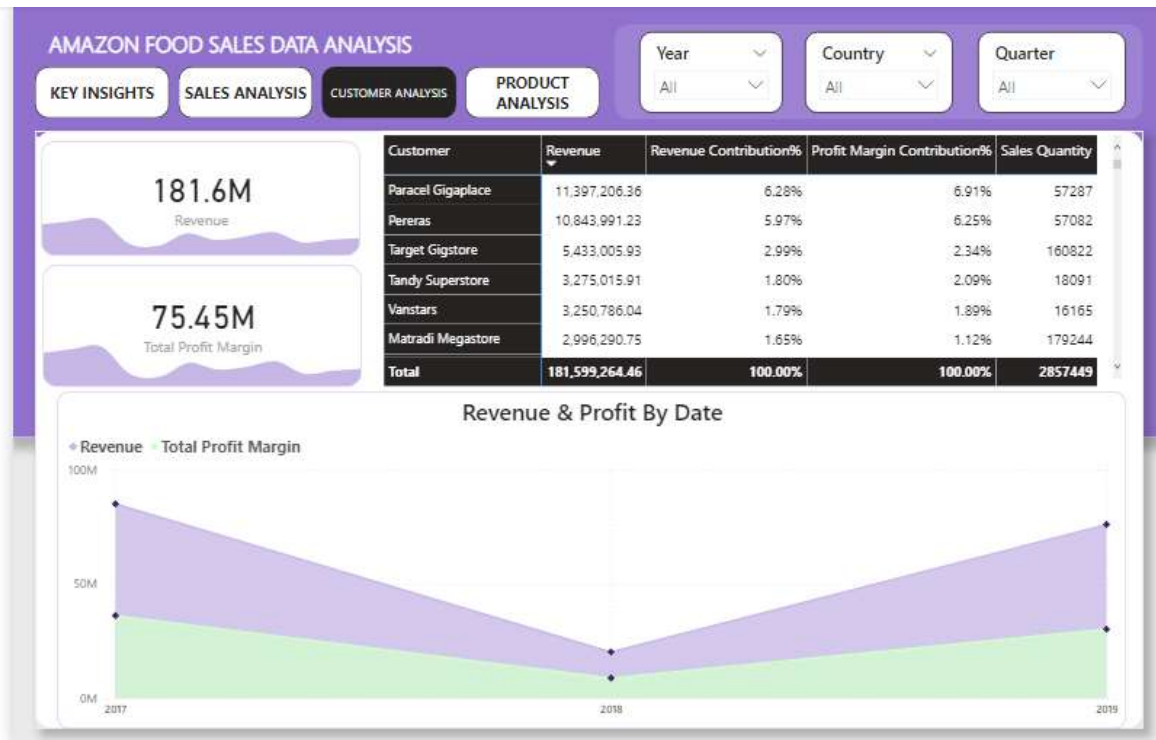 AMAZON FOOD SALES DATA ANALYSIS
KEY INSIGHTS
SALES ANALYSIS
CUSTOMER ANALYSIS
PRODUCT
ANALYSIS
Year
All
Country
All
Quarter
All
181.6M
Revenue
75.45M
Total Profit Margin
Customer Revenue Revenue Contribution% Profit Margin Contribution% Sales Quantity
Paracel Gigaplace 11,397,206.36 6.28% 6.91% 57287
Pereras 10,843,991.23 5.97% 6.25% 57082
Target Gigstore 5,433,005.93 2.99% 2.34% 160822
Tandy Superstore 3,275,015.91 1.80% 2.09% 18091
Vanstars 3,250,786.04 1.79% 1.89% 16165
Matradi Megastore 2,996,290.75 1.65% 1.12% 179244
Total 181,599,264.46 100.00% 100.00% 2857449
Revenue & Profit By Date
Revenue Total Profit Margin
100M
50M
0M
2017 2018 2019